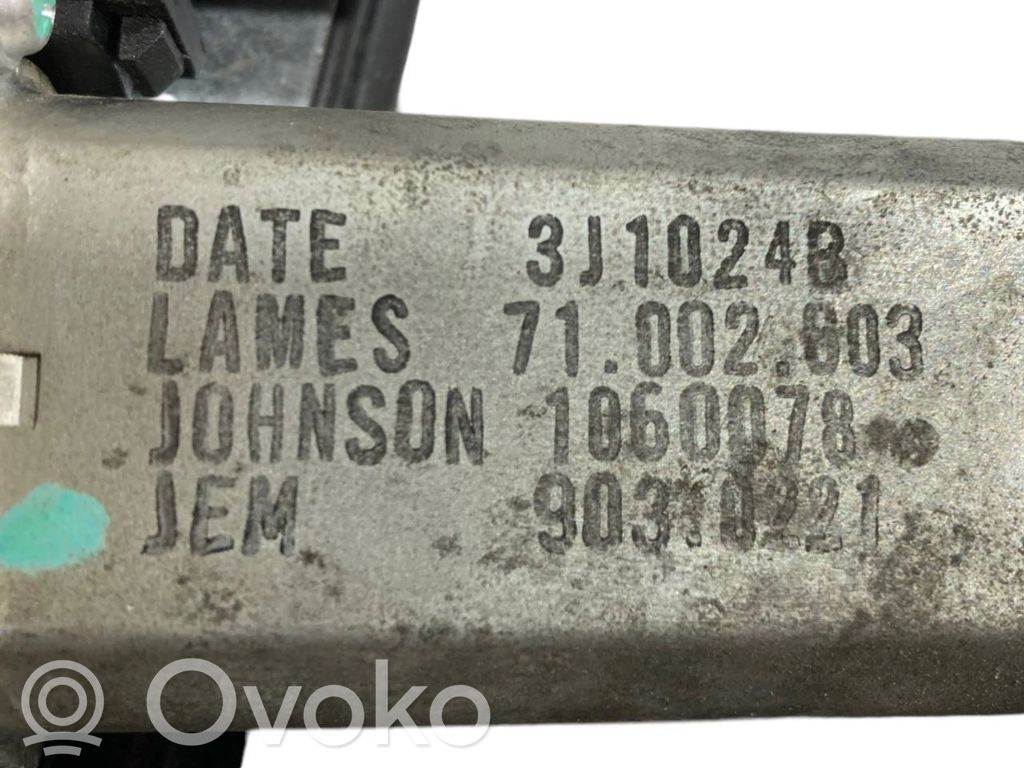 DATE 3J1024B
LAMES 71.002.603
JOHNSON 1060078
JEM 90310221
Ovoko